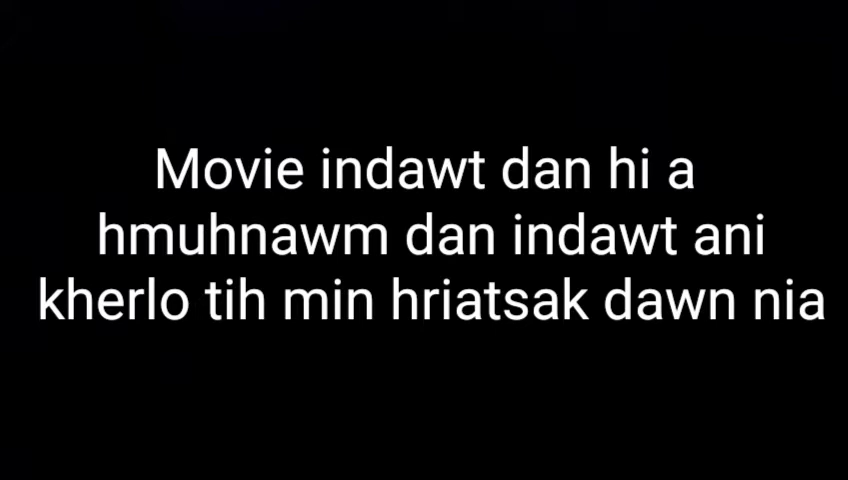 Movie indawt dan hi a
hmuhnawm dan indawt ani
kherlo tih min hriatsak dawn nia